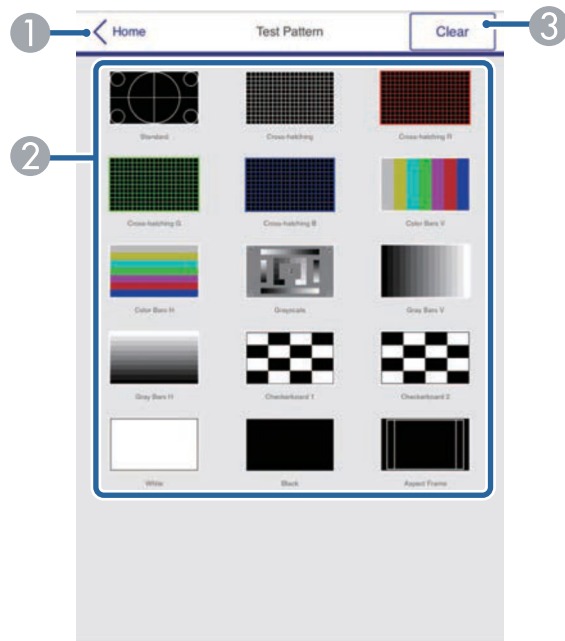 1
Home
Test Pattern
Clear
3
2
Standard
Cross-hatching
Cross-hatching R
Cross-hatching G
Cross-hatching B
Color Bars V
Color Bars H
Grayscale
Gray Bars V
Gray Bars H
Checkerboard 1
Checkerboard 2
White
Black
Aspect Frame